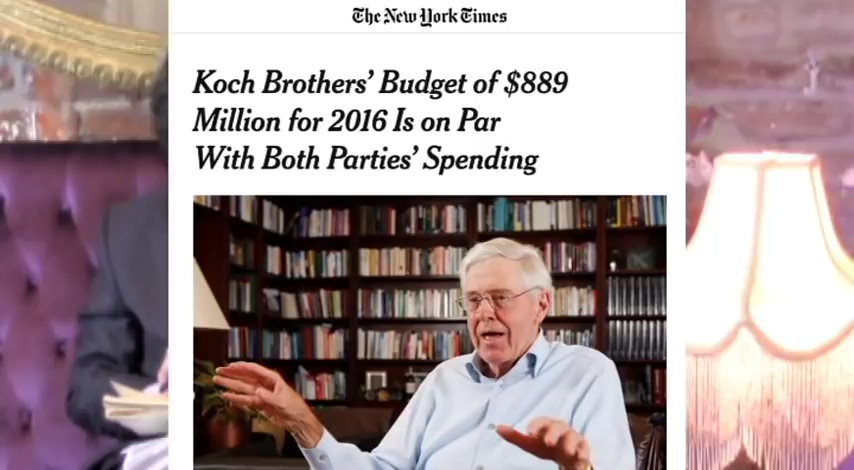 The New York Times
Koch Brothers' Budget of $889
Million for 2016 Is on Par
With Both Parties' Spending